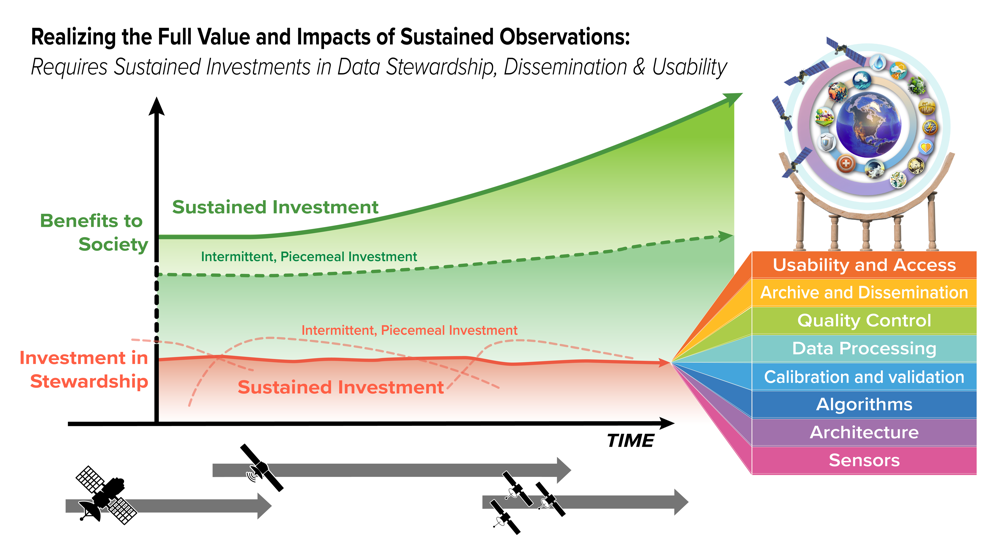 Realizing the Full Value and Impacts of Sustained Observations:
Requires Sustained Investments in Data Stewardship, Dissemination & Usability
Benefits to
Society
Sustained Investment
Intermittent, Piecemeal Investment
Intermittent, Piecemeal Investment
Investment in
Stewardship
Sustained Investment
TIME
Usability and Access
Archive and Dissemination
Quality Control
Data Processing
Calibration and validation
Algorithms
Architecture
Sensors